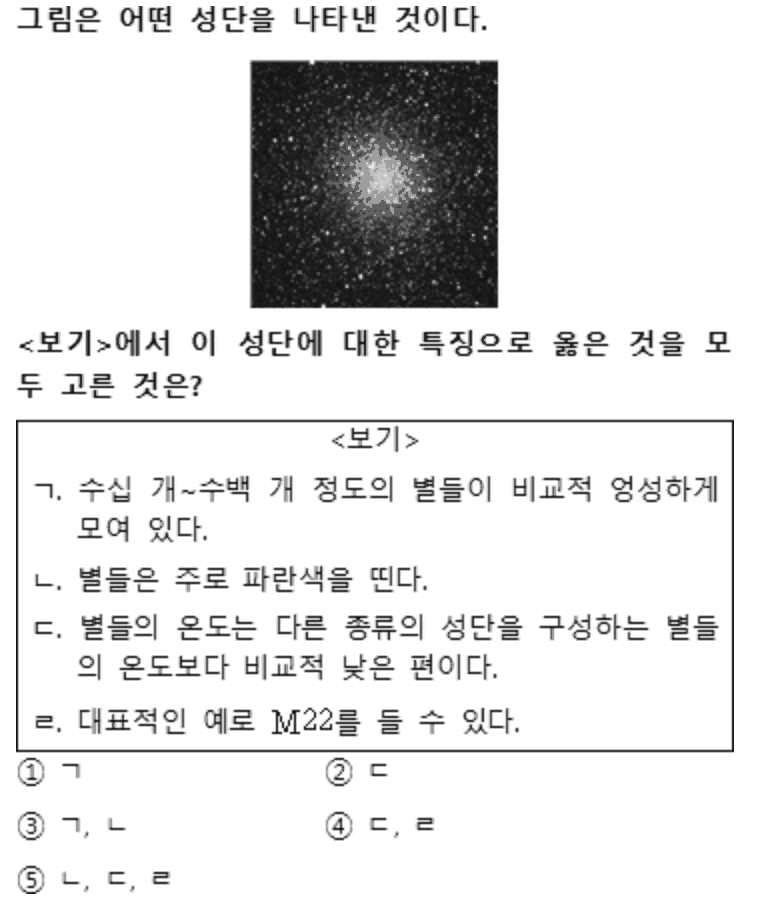 그림은 어떤 성단을 나타낸 것이다.
<보기>에서 이 성단에 대한 특징으로 옳은 것을 모
두 고른 것은?
<보기>
ㄱ. 수십 개~수백 개 정도의 별들이 비교적 엉성하게
모여 있다.
ㄴ. 별들은 주로 파란색을 띤다.
ㄷ. 별들의 온도는 다른 종류의 성단을 구성하는 별들
의 온도보다 비교적 낮은 편이다.
ㄹ. 대표적인 예로 M22를 들 수 있다.
① ㄱ ② ㄷ
③ ㄱ, ㄴ ④ ㄷ, ㄹ
⑤ ㄴ, ㄷ, ㄹ